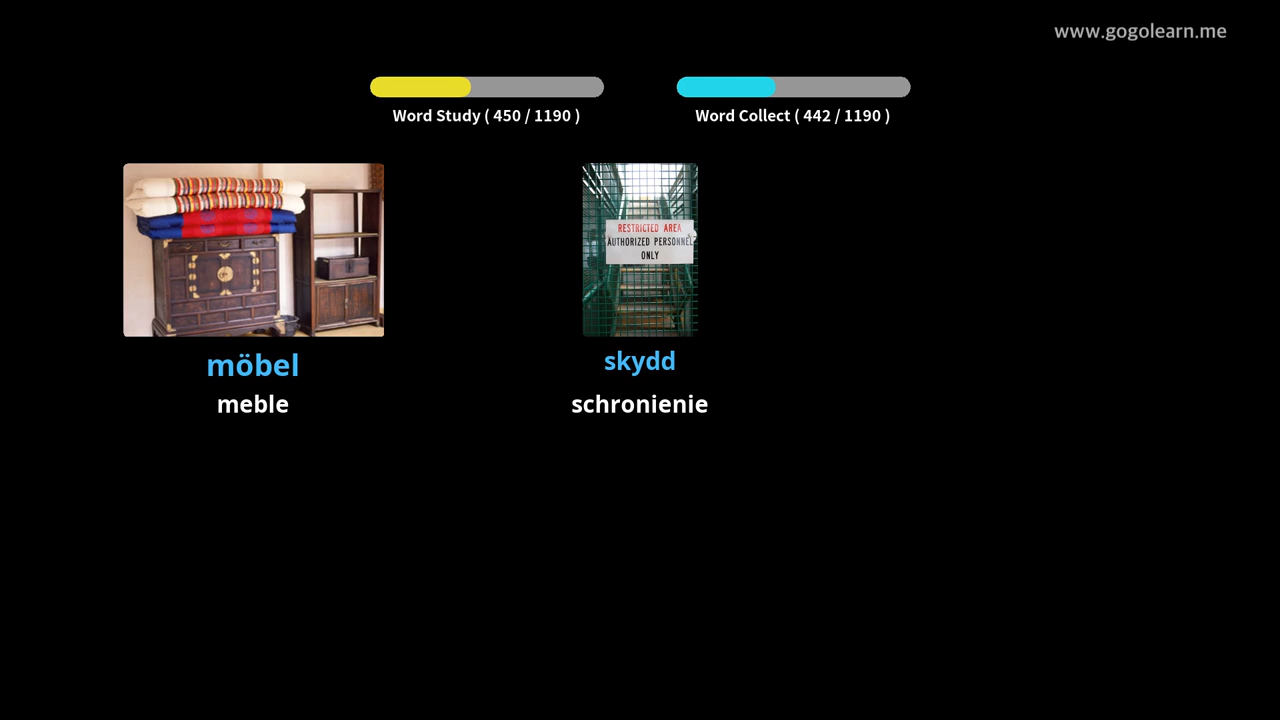 www.gogolearn.me
Word Study ( 450 / 1190 )
Word Collect ( 442 / 1190 )
RESTRICTED AREA
AUTHORIZED PERSONNEL
ONLY
möbel
skydd
meble
schronienie